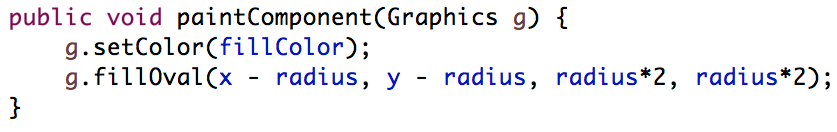 public void paintComponent(Graphics g) {
    g.setColor(fillColor);
    g.fillOval(x - radius, y - radius, radius*2, radius*2);
}